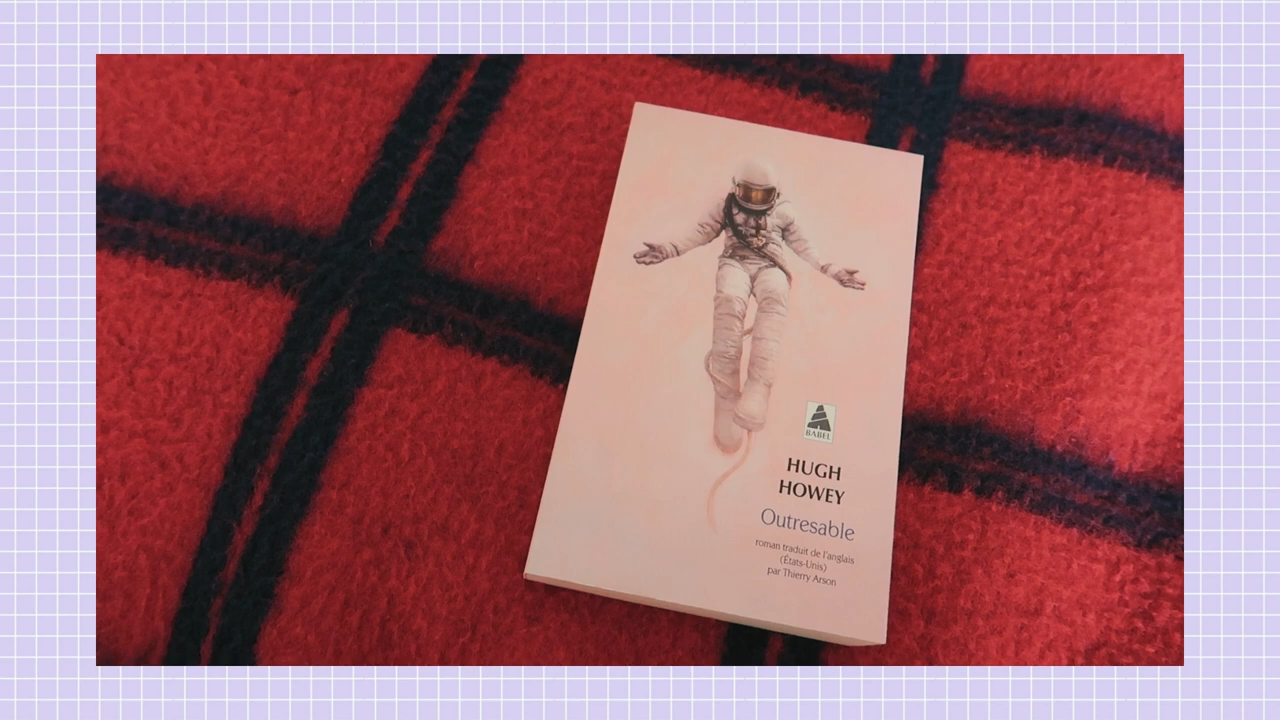 BABEL
HUGH
HOWEY
Outresable
roman traduit de l'anglais
(États-Unis)
par Thierry Arson